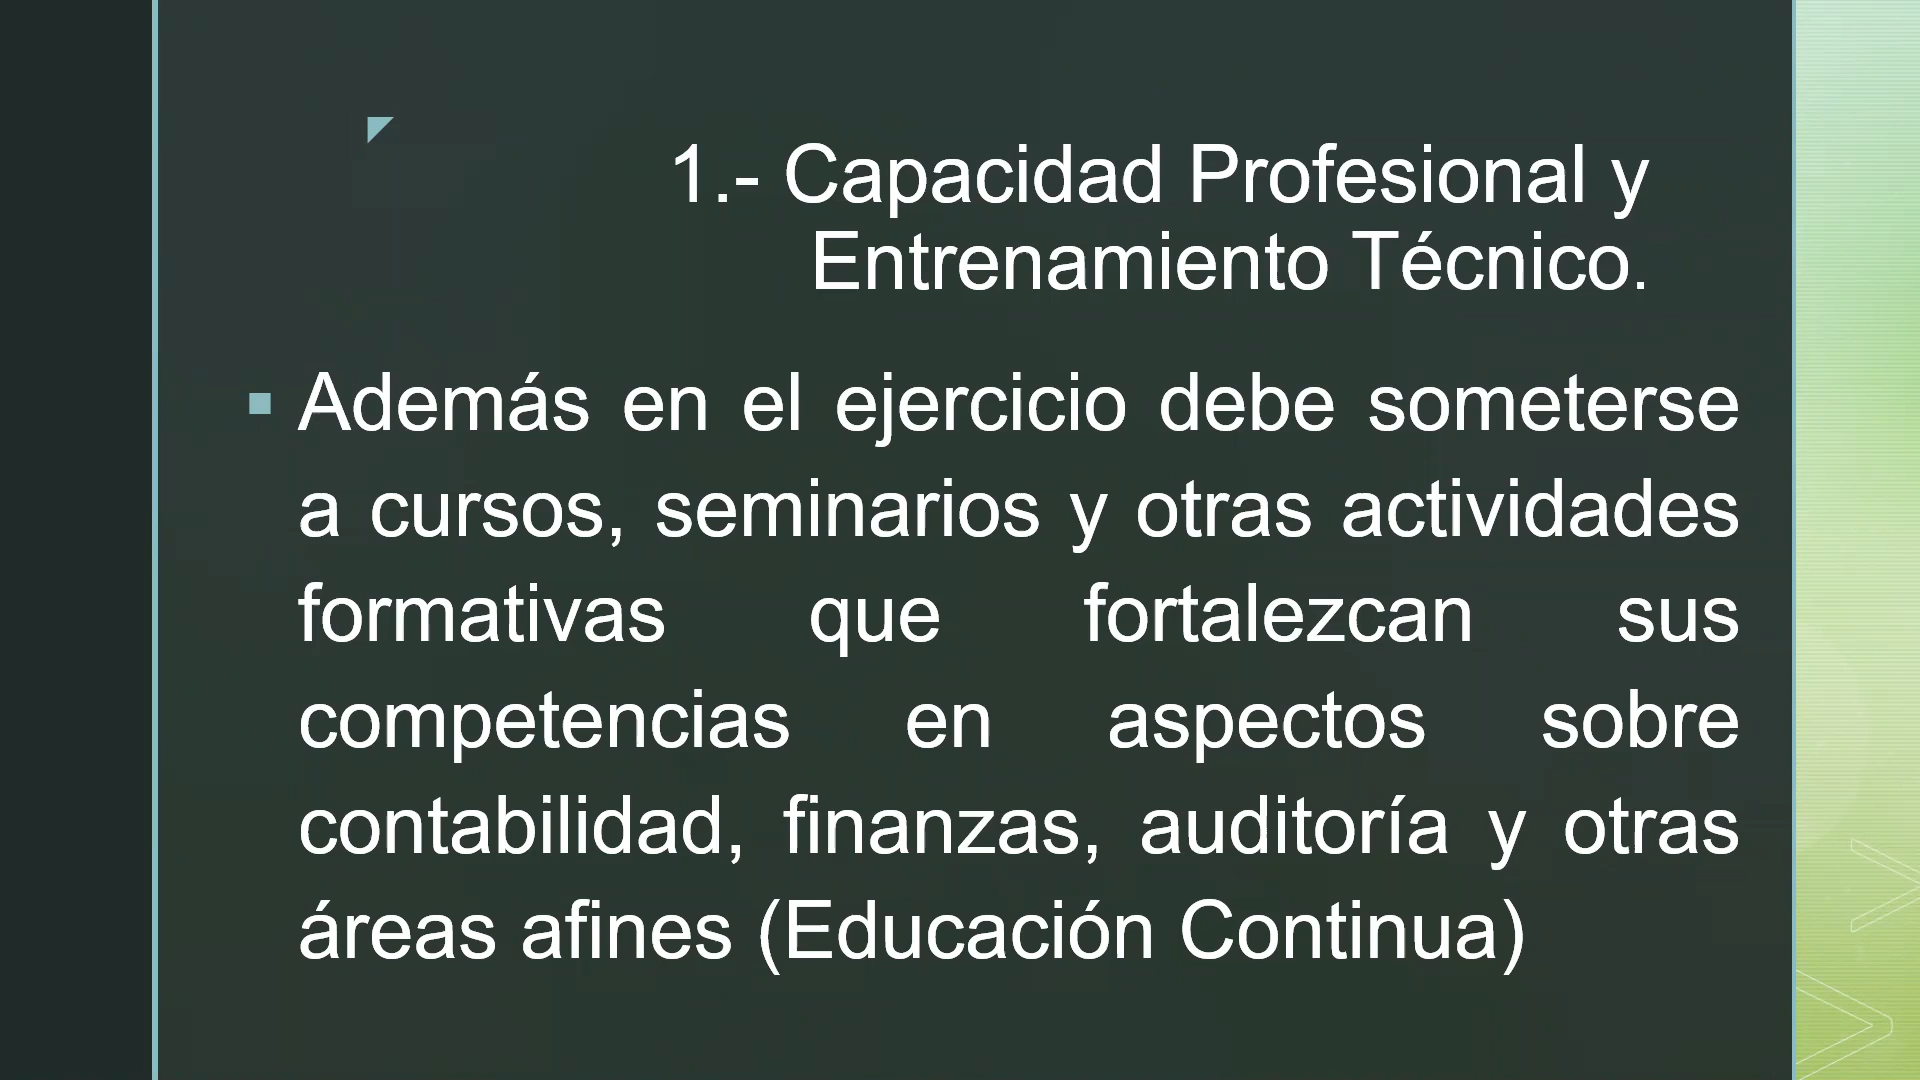 1.- Capacidad Profesional y
Entrenamiento Técnico.
Además en el ejercicio debe someterse
a cursos, seminarios y otras actividades
formativas que fortalezcan sus
competencias en aspectos sobre
contabilidad, finanzas, auditoría y otras
áreas afines (Educación Continua)